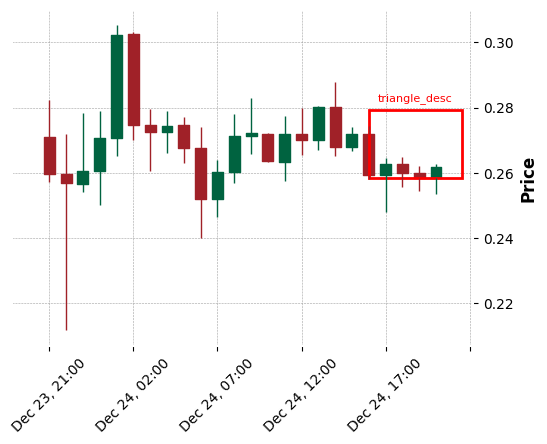 triangle_desc
0.30
0.28
0.26
0.24
0.22
Price
Dec 23, 21:00
Dec 24, 02:00
Dec 24, 07:00
Dec 24, 12:00
Dec 24, 17:00